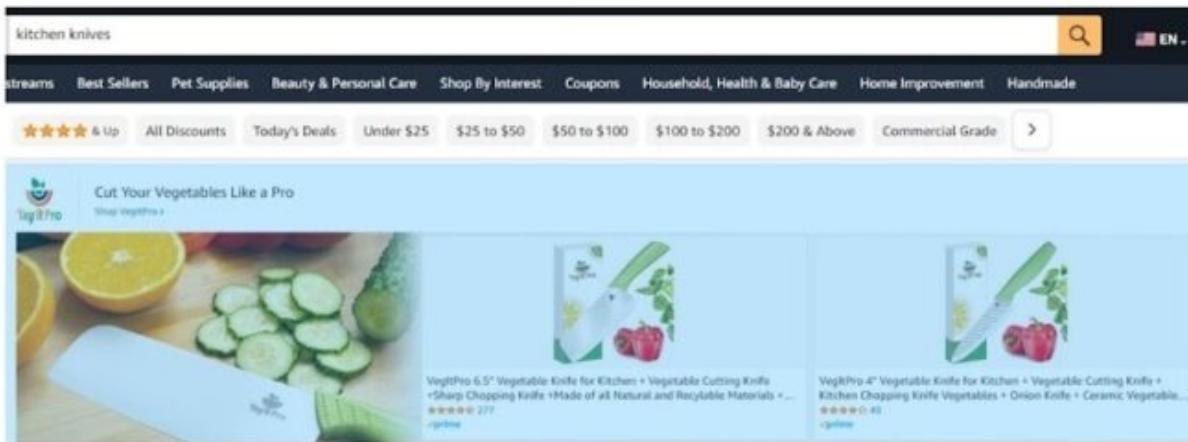 kitchen knives
EN
streams Best Sellers Pet Supplies Beauty & Personal Care Shop By Interest Coupons Household, Health & Baby Care Home Improvement Handmade
& Up All Discounts Today's Deals Under $25 $25 to $50 $50 to $100 $100 to $200 $200 & Above Commercial Grade
Cut Your Vegetables Like a Pro
VegItPro
Shop VegItPro
VegItPro
VegItPro 6.5" Vegetable Knife for Kitchen + Vegetable Cutting Knife
+Sharp Chopping Knife +Made of all Natural and Recylable Materials +...
277
prime
VegItPro 4" Vegetable Knife for Kitchen + Vegetable Cutting Knife +
Kitchen Chopping Knife Vegetables + Onion Knife + Ceramic Vegetable...
prime